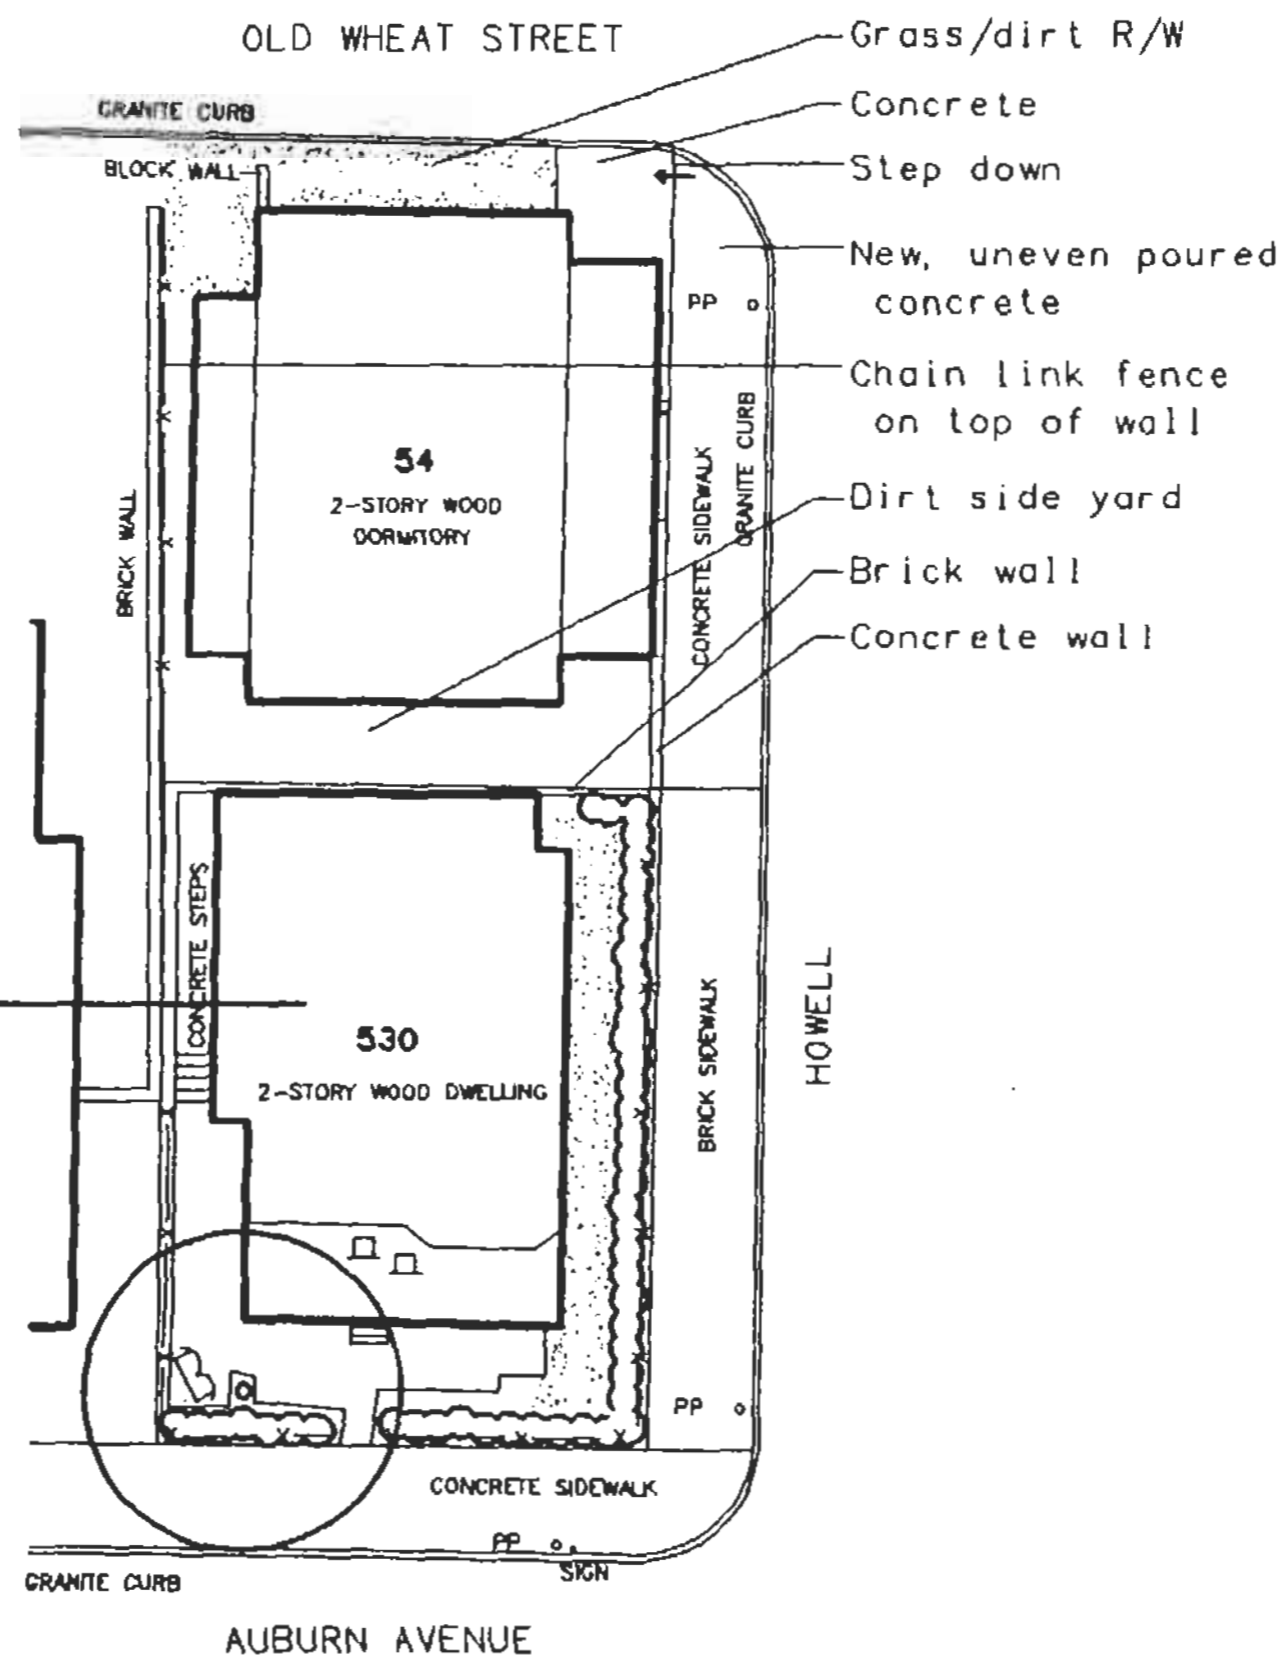 OLD WHEAT STREET
Grass/dirt R/W
GRANITE CURB
Concrete
BLOCK WALL
Step down
New, uneven poured
concrete
PP
Chain link fence
on top of wall
GRANITE CURB
54
2-STORY WOOD
DORMITORY
CONCRETE SIDEWALK
BRICK WALL
Dirt side yard
Brick wall
Concrete wall
CONCRETE STEPS
530
2-STORY WOOD DWELLING
BRICK SIDEWALK
HOWELL
PP
CONCRETE SIDEWALK
PP
SIGN
GRANITE CURB
AUBURN AVENUE